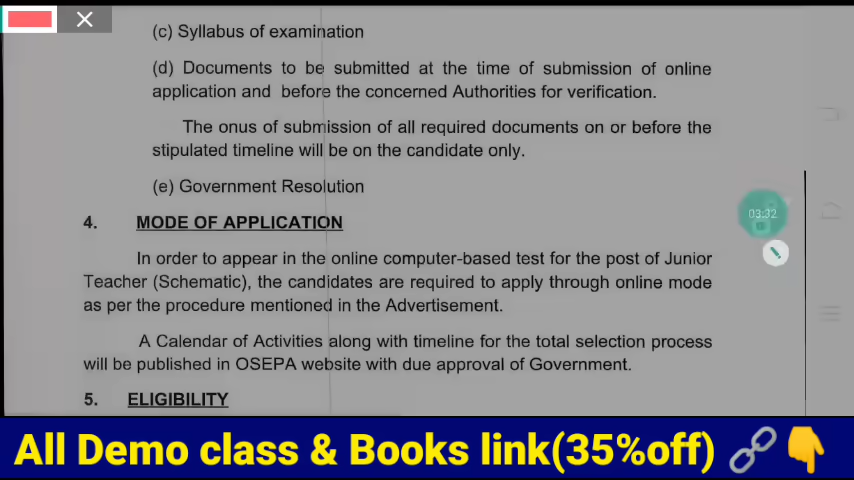 (c) Syllabus of examination
(d) Documents to be submitted at the time of submission of online
application and before the concerned Authorities for verification.
The onus of submission of all required documents on or before the
stipulated timeline will be on the candidate only.
(e) Government Resolution
4. MODE OF APPLICATION
In order to appear in the online computer-based test for the post of Junior
Teacher (Schematic), the candidates are required to apply through online mode
as per the procedure mentioned in the Advertisement.
A Calendar of Activities along with timeline for the total selection process
will be published in OSEPA website with due approval of Government.
5. ELIGIBILITY
03:32
All Demo class & Books link(35%off)